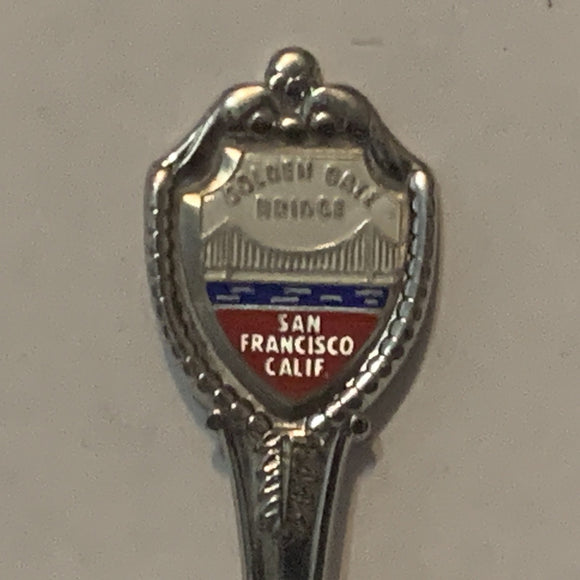 GOLDEN GATE
BRIDGE
SAN
FRANCISCO
CALIF.